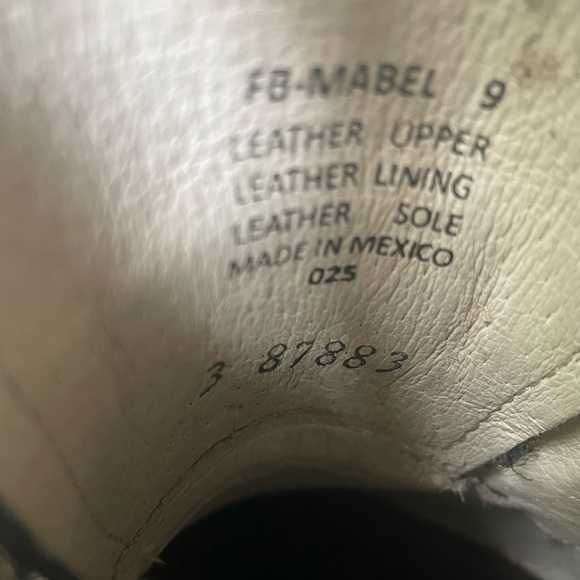 FB-MABEL 9
LEATHER UPPER
LEATHER LINING
LEATHER SOLE
MADE IN MEXICO
025
3 87883